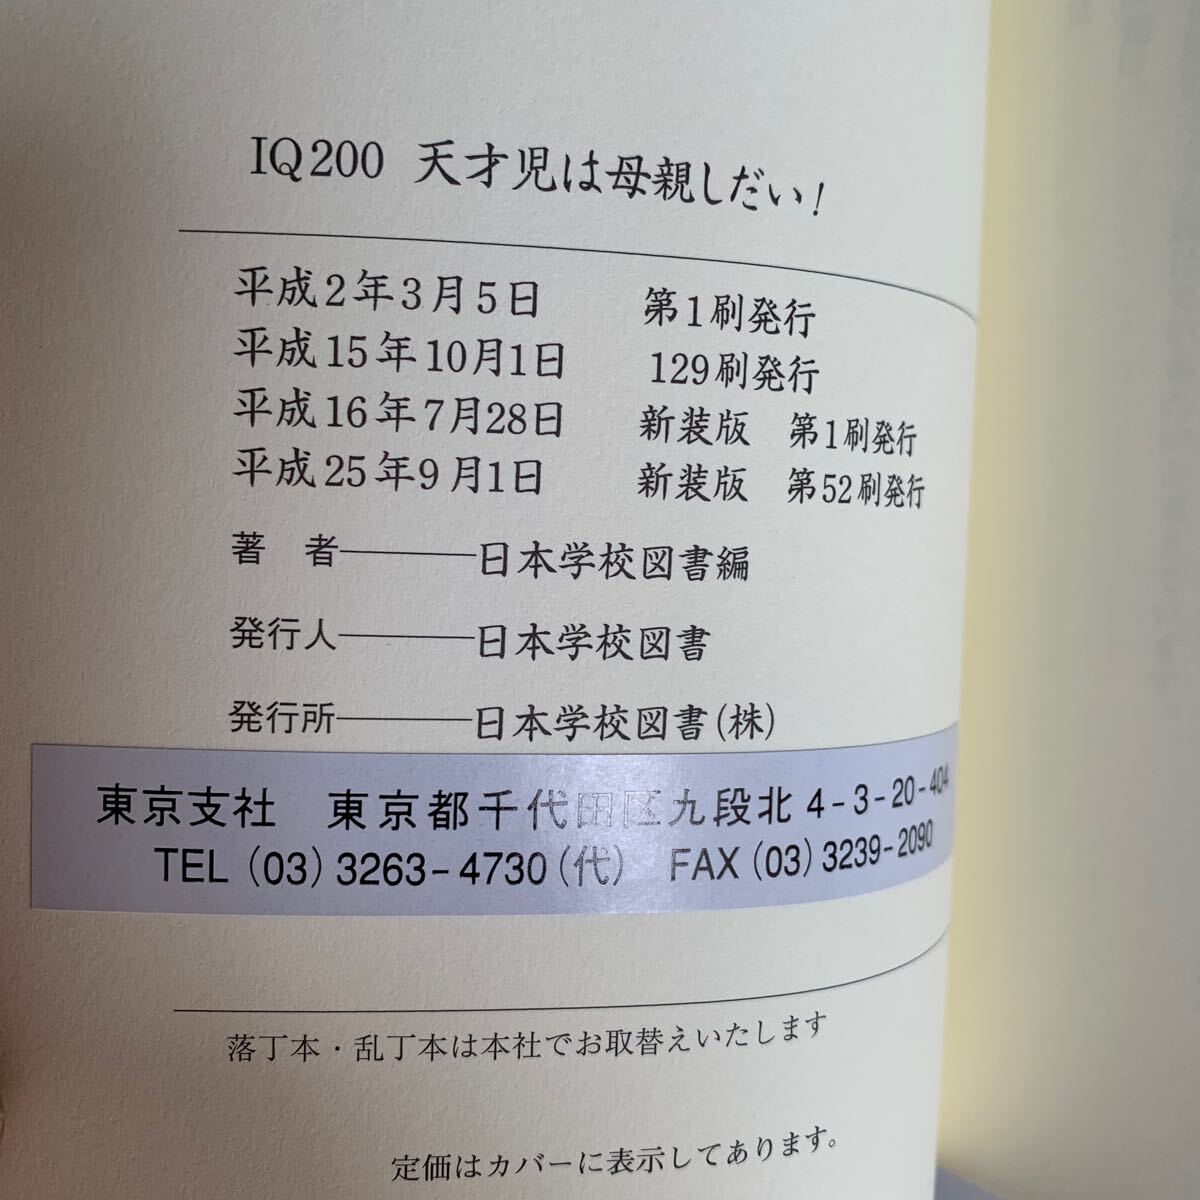 IQ200 天才児は母親しだい!
平成2年3月5日 第1刷発行
平成15年10月1日 129刷発行
平成16年7月28日 新装版 第1刷発行
平成25年9月1日 新装版 第52刷発行
著 者―――日本学校図書編
発行人―――日本学校図書
発行所―――日本学校図書(株)
東京支社 東京都千代田区九段北4-3-20-404
TEL (03) 3263-4730 (代) FAX (03) 3239-2090
落丁本・乱丁本は本社でお取替えいたします
定価はカバーに表示してあります。